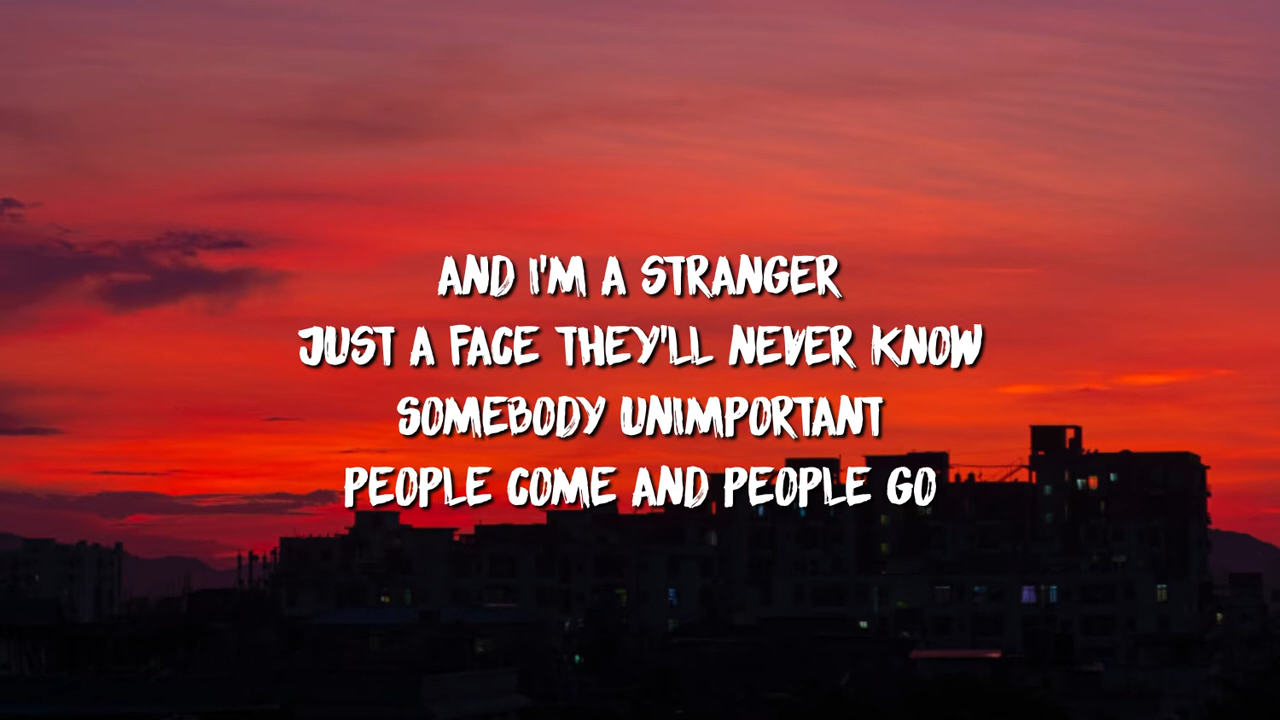 AND I'M A STRANGER
JUST A FACE THEY'LL NEVER KNOW
SOMEBODY UNIMPORTANT
PEOPLE COME AND PEOPLE GO